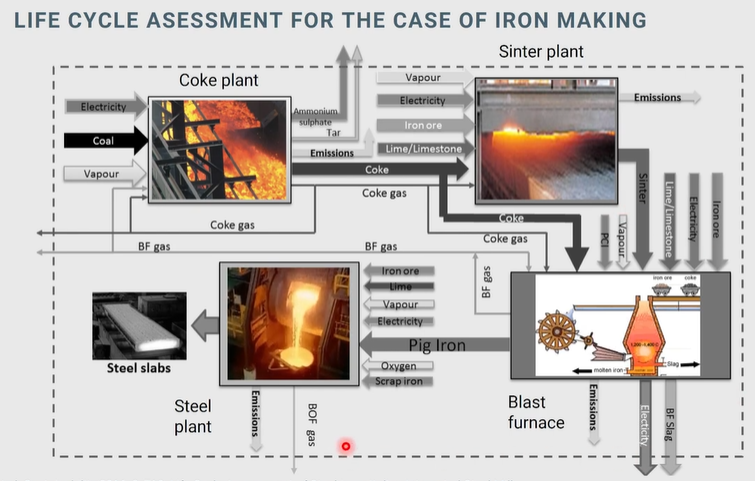 LIFE CYCLE ASESSMENT FOR THE CASE OF IRON MAKING
Sinter plant
Coke plant
Vapour
Electricity
Emissions
Electricity
Ammonium
sulphate
Tar
Iron ore
Coal
Emissions
Lime/Limestone
Vapour
Coke
Coke gas
Sinter
Lime/Limestone
Electricity
Iron ore
Coke
PCI
Vapour
Coke gas
Coke gas
BF gas
BF gas
BF gas
Iron ore
Lime
Vapour
Electricity
iron ore
coke
Pig Iron
Slag
molten iron
Steel slabs
Oxygen
Scrap iron
Steel
plant
Emissions
BOF gas
Blast
furnace
Emissions
Electicity
BF Slag